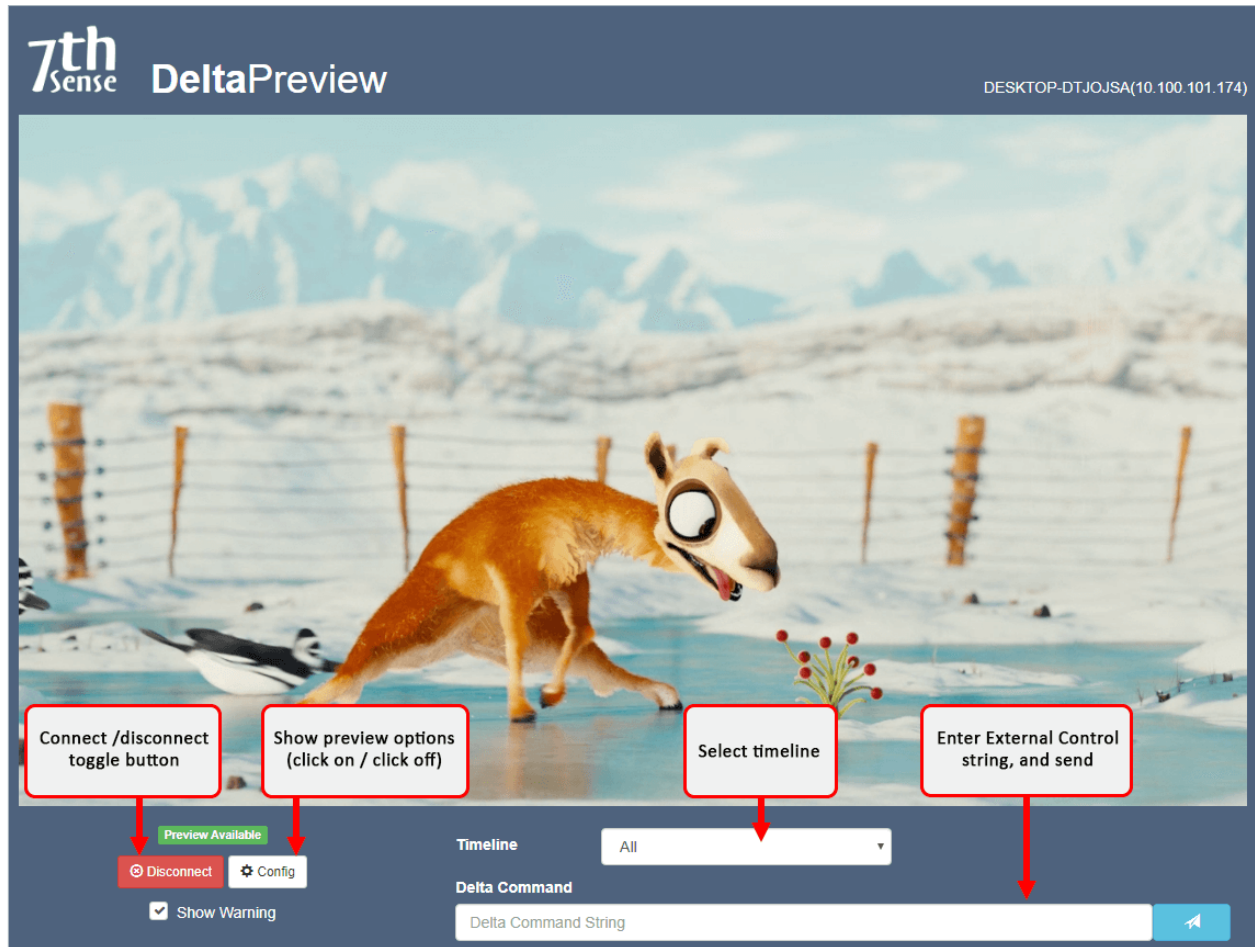 7th
sense
DeltaPreview
DESKTOP-DTJOJSA(10.100.101.174)
Connect /disconnect
toggle button
Show preview options
(click on / click off)
Select timeline
Enter External Control
string, and send
Preview Available
Disconnect
Config
Show Warning
Timeline
All
Delta Command
Delta Command String